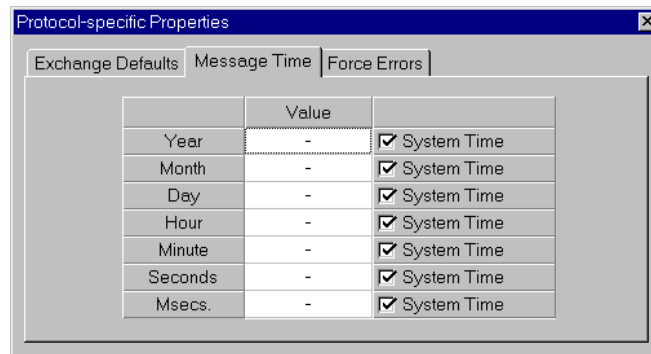 Protocol-specific Properties
Exchange Defaults Message Time Force Errors
Value
Year - System Time
Month - System Time
Day - System Time
Hour - System Time
Minute - System Time
Seconds - System Time
Msecs. - System Time